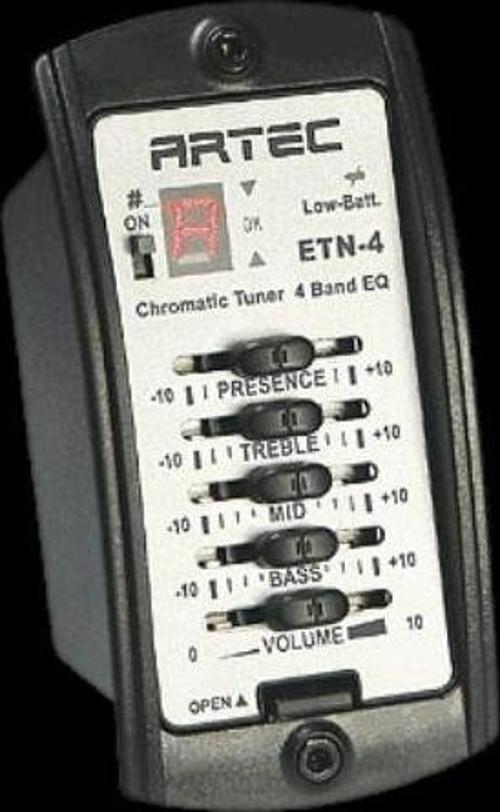 ARTEC
#
ON
A
OK
Low-Batt.
ETN-4
Chromatic Tuner 4 Band EQ
-10 PRESENCE +10
-10 TREBLE +10
-10 MID +10
-10 BASS +10
0 VOLUME 10
OPEN▲